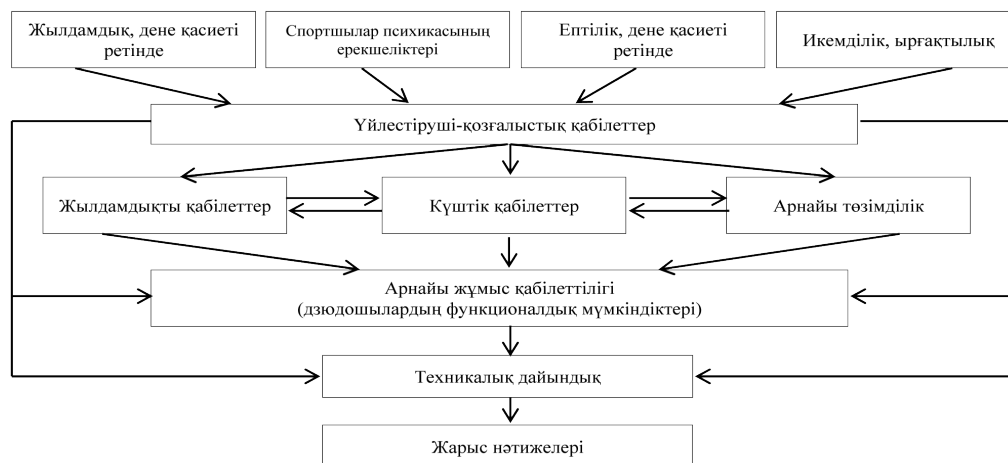 Жылдамдық, дене қасиеті
ретінде
Спортшылар психикасының
ерекшеліктері
Ептілік, дене қасиеті
ретінде
Икемділік, ырғақтылық
Үйлестіруші-қозғалыстық қабілеттер
Жылдамдықты қабілеттер
Күштік қабілеттер
Арнайы төзімділік
Арнайы жұмыс қабілеттілігі
(дзюдошылардың функционалдық мүмкіндіктері)
Техникалық дайындық
Жарыс нәтижелері